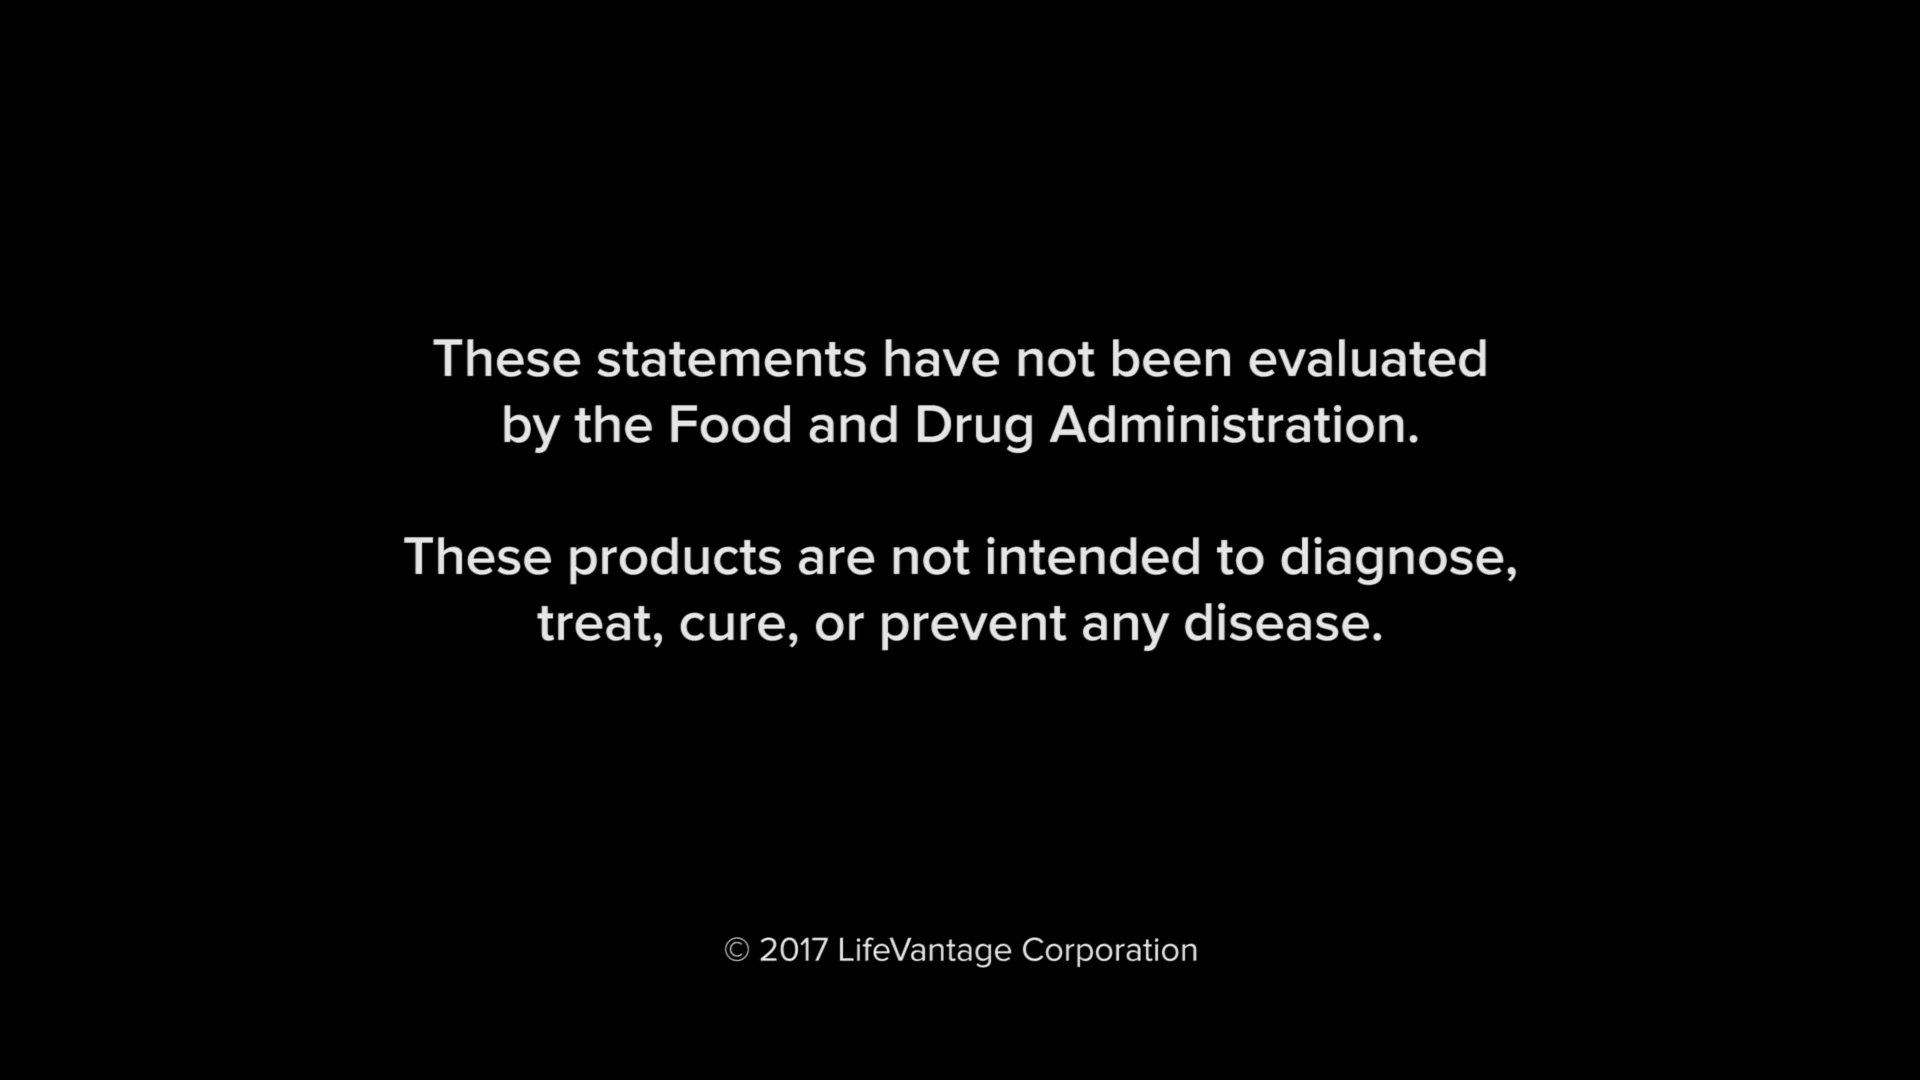 These statements have not been evaluated
by the Food and Drug Administration.
These products are not intended to diagnose,
treat, cure, or prevent any disease.
© 2017 LifeVantage Corporation